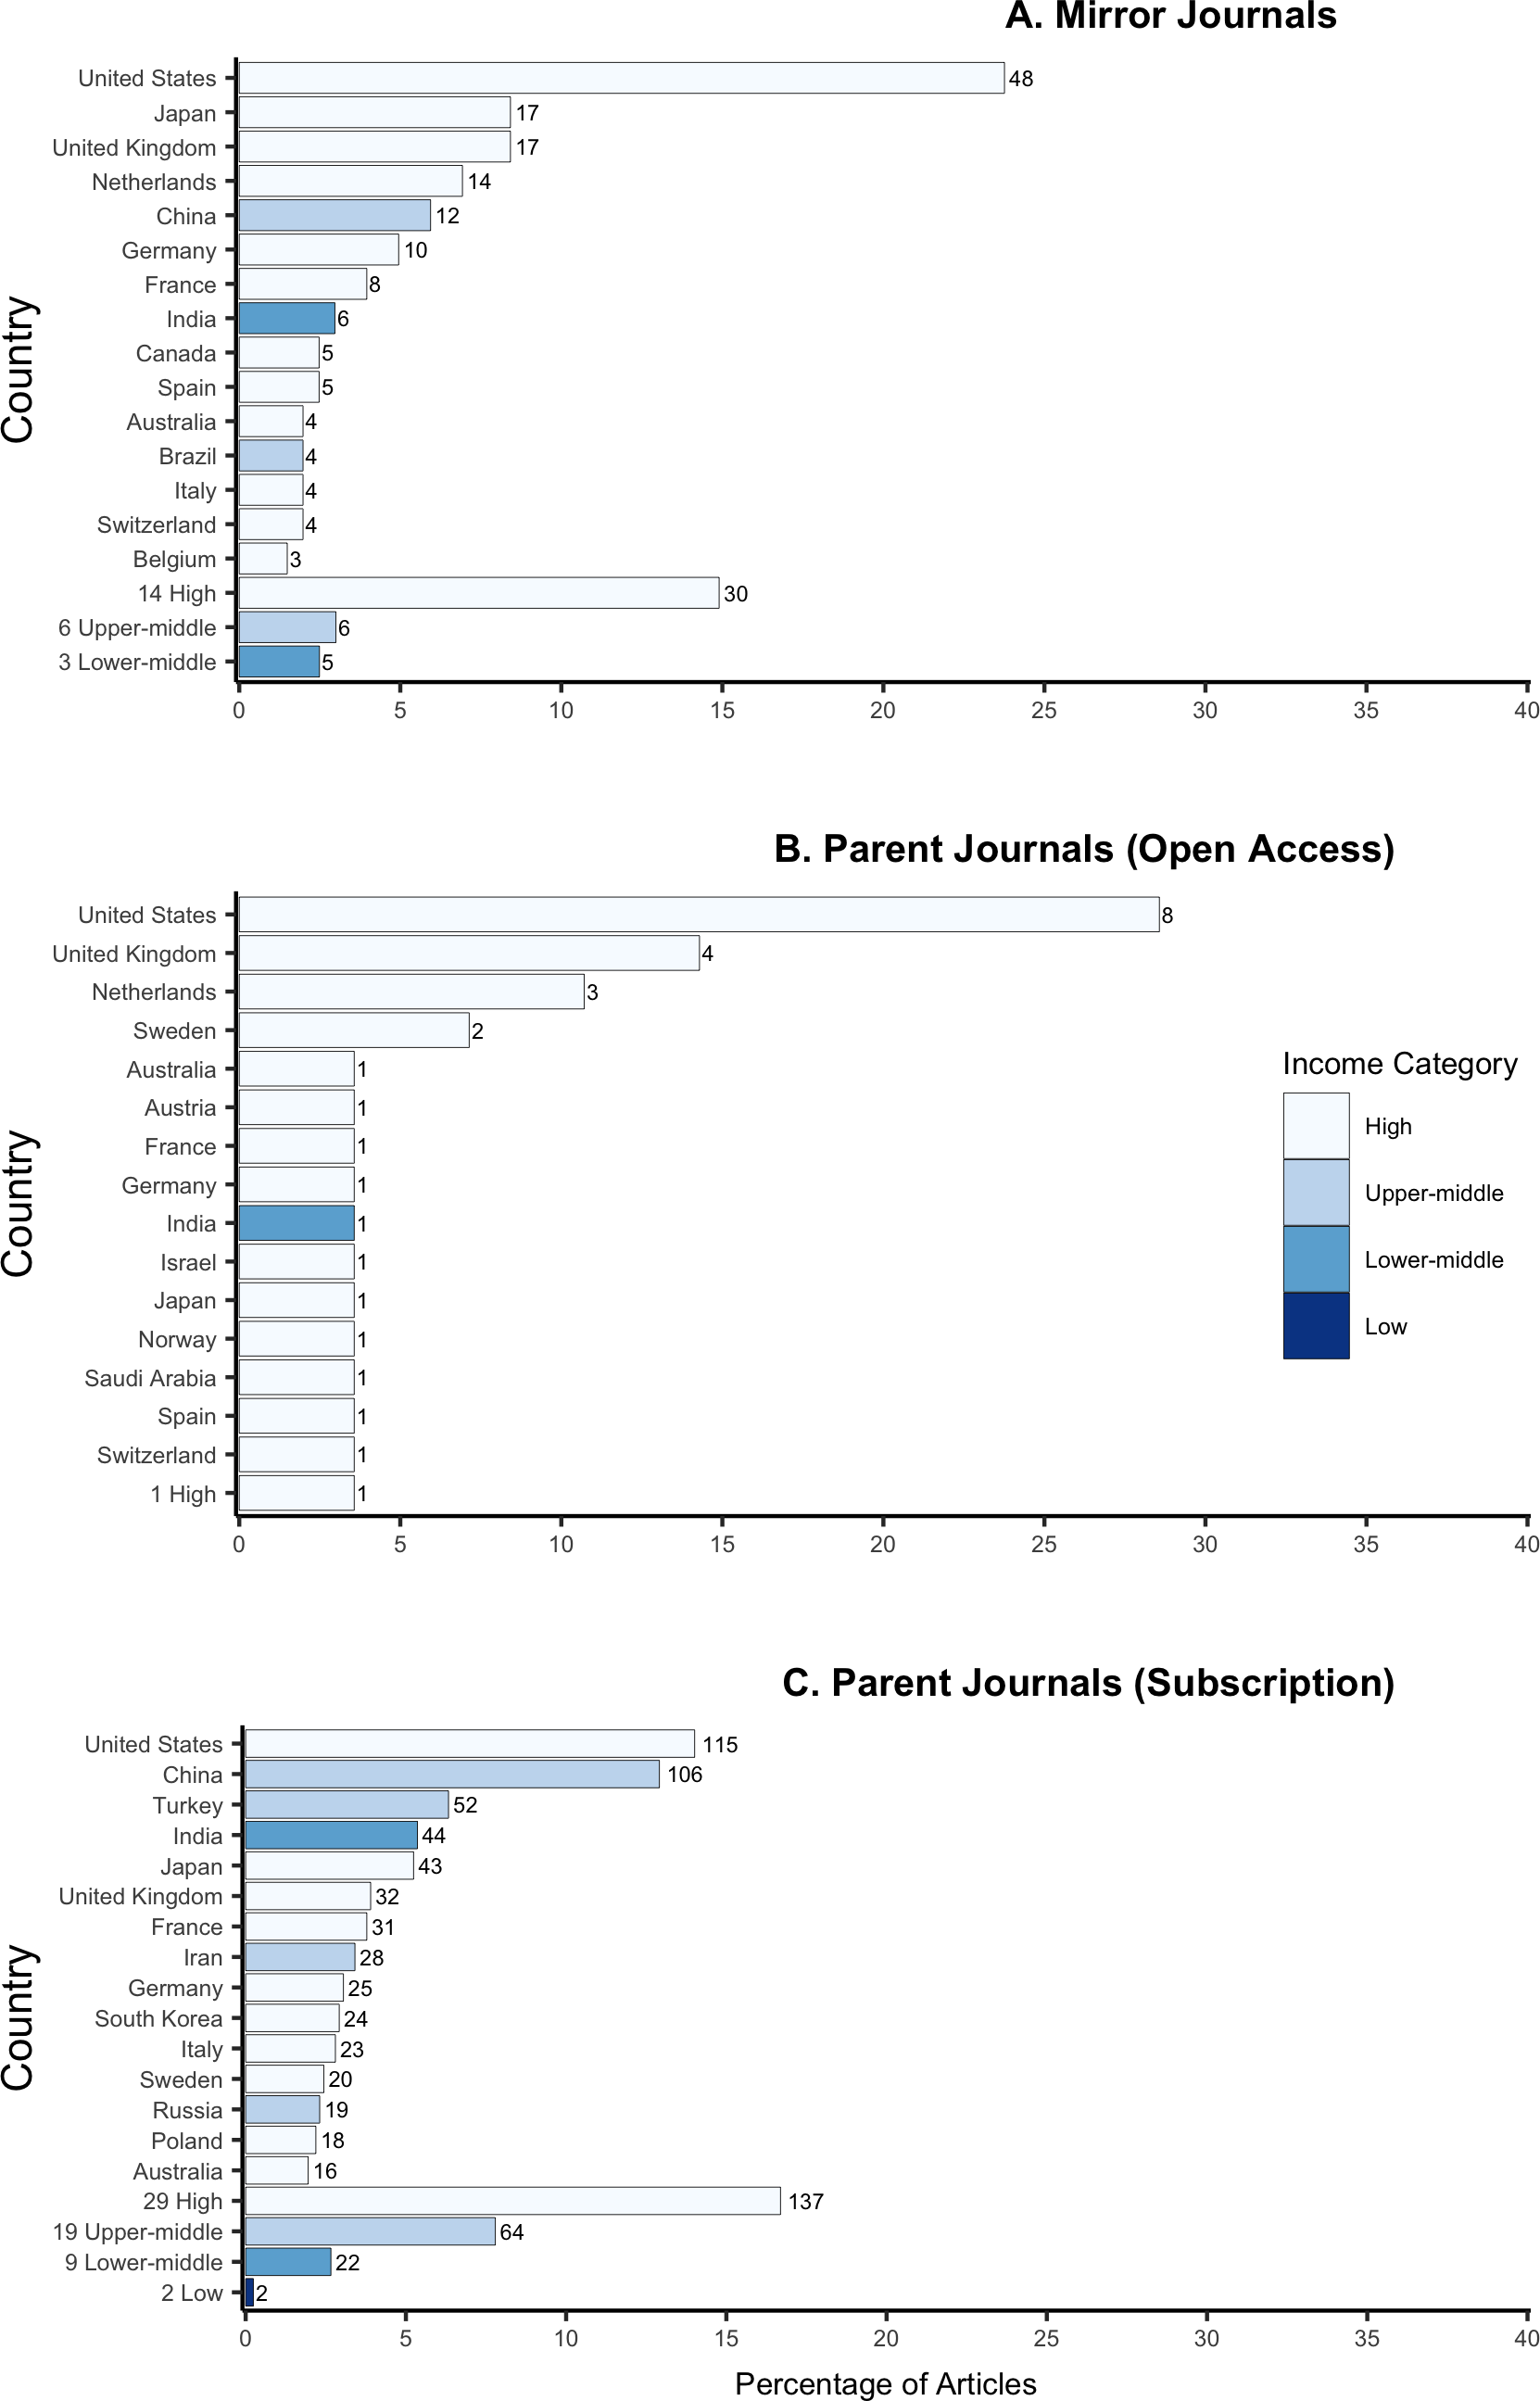 A. Mirror Journals
Country
United States 48
Japan 17
United Kingdom 17
Netherlands 14
China 12
Germany 10
France 8
India 6
Canada 5
Spain 5
Australia 4
Brazil 4
Italy 4
Switzerland 4
Belgium 3
14 High 30
6 Upper-middle 6
3 Lower-middle 5
0 5 10 15 20 25 30 35 40
B. Parent Journals (Open Access)
Country
United States 8
United Kingdom 4
Netherlands 3
Sweden 2
Australia 1
Austria 1
France 1
Germany 1
India 1
Israel 1
Japan 1
Norway 1
Saudi Arabia 1
Spain 1
Switzerland 1
1 High 1
0 5 10 15 20 25 30 35 40
Income Category
High
Upper-middle
Lower-middle
Low
C. Parent Journals (Subscription)
Country
United States 115
China 106
Turkey 52
India 44
Japan 43
United Kingdom 32
France 31
Iran 28
Germany 25
South Korea 24
Italy 23
Sweden 20
Russia 19
Poland 18
Australia 16
29 High 137
19 Upper-middle 64
9 Lower-middle 22
2 Low 2
0 5 10 15 20 25 30 35 40
Percentage of Articles